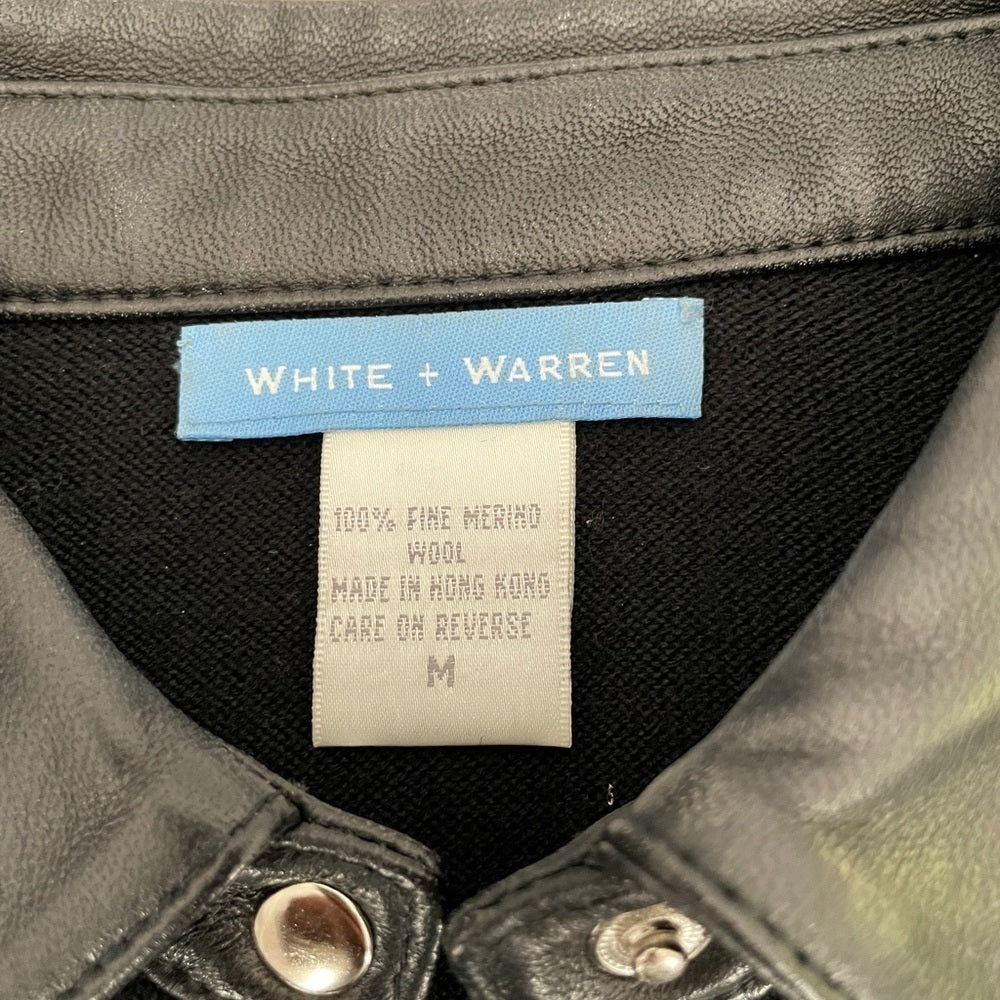 WHITE + WARREN
100% FINE MERINO
WOOL
MADE IN HONG KONG
CARE ON REVERSE
M